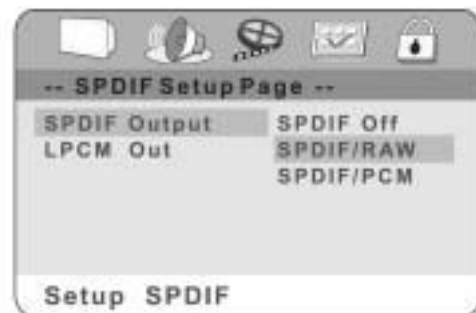 -- SPDIF Setup Page --
SPDIF Output SPDIF Off
LPCM Out SPDIF/RAW
SPDIF/PCM
Setup SPDIF